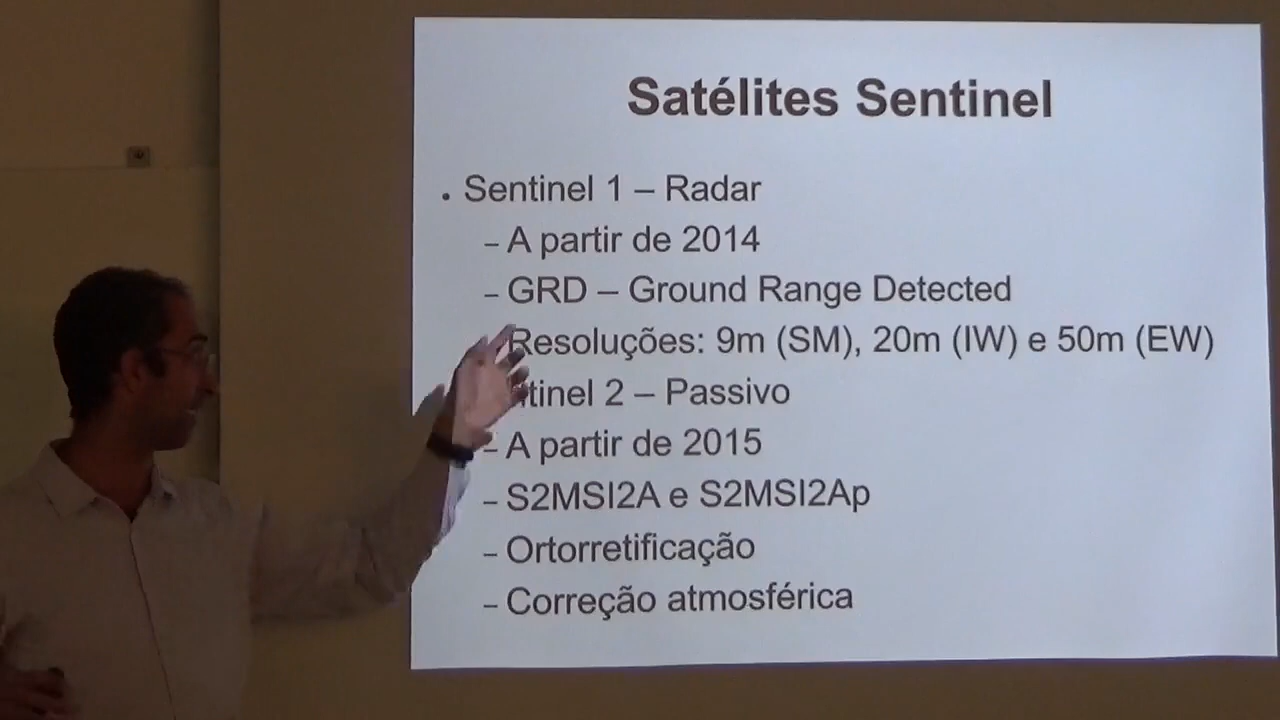 Satélites Sentinel
• Sentinel 1 – Radar
– A partir de 2014
– GRD – Ground Range Detected
Resoluções: 9m (SM), 20m (IW) e 50m (EW)
tinel 2 – Passivo
– A partir de 2015
– S2MSI2A e S2MSI2Ap
– Ortorretificação
– Correção atmosférica